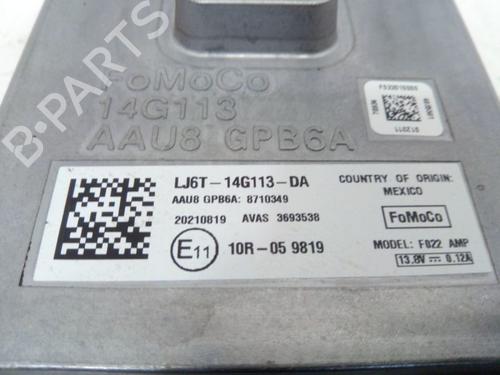 B-PARTS
FoMoCo
14G113
AAU8 GPB6A
LJ6T-14G113-DA
AAU8 GPB6A: 8710349
20210819 AVAS 3693538
E11 10R-05 9819
COUNTRY OF ORIGIN:
MEXICO
FoMoCo
MODEL: F022 AMP
13.8V 0.12A